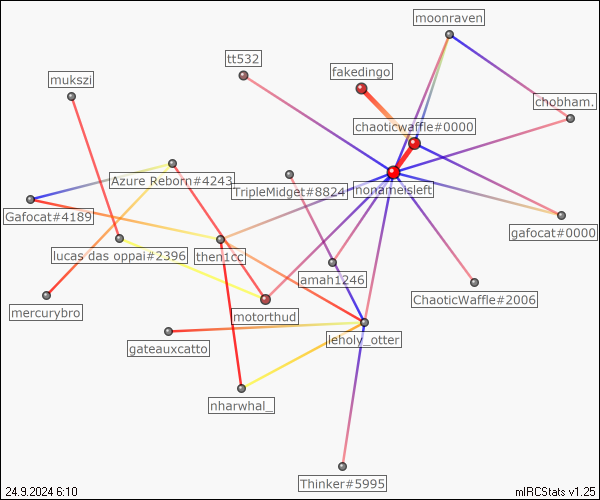 moonraven
tt532
fakedingo
mukszi
chobham.
chaoticwaffle#0000
Azure Reborn#4243
TripleMidget#8824
nonameisleft
Gafocat#4189
gafocat#0000
lucas das oppai#2396
then1cc
amah1246
ChaoticWaffle#2006
mercurybro
motorthud
gateauxcatto
leholy_otter
nharwhal_
Thinker#5995
24.9.2024 6:10
mIRCStats v1.25